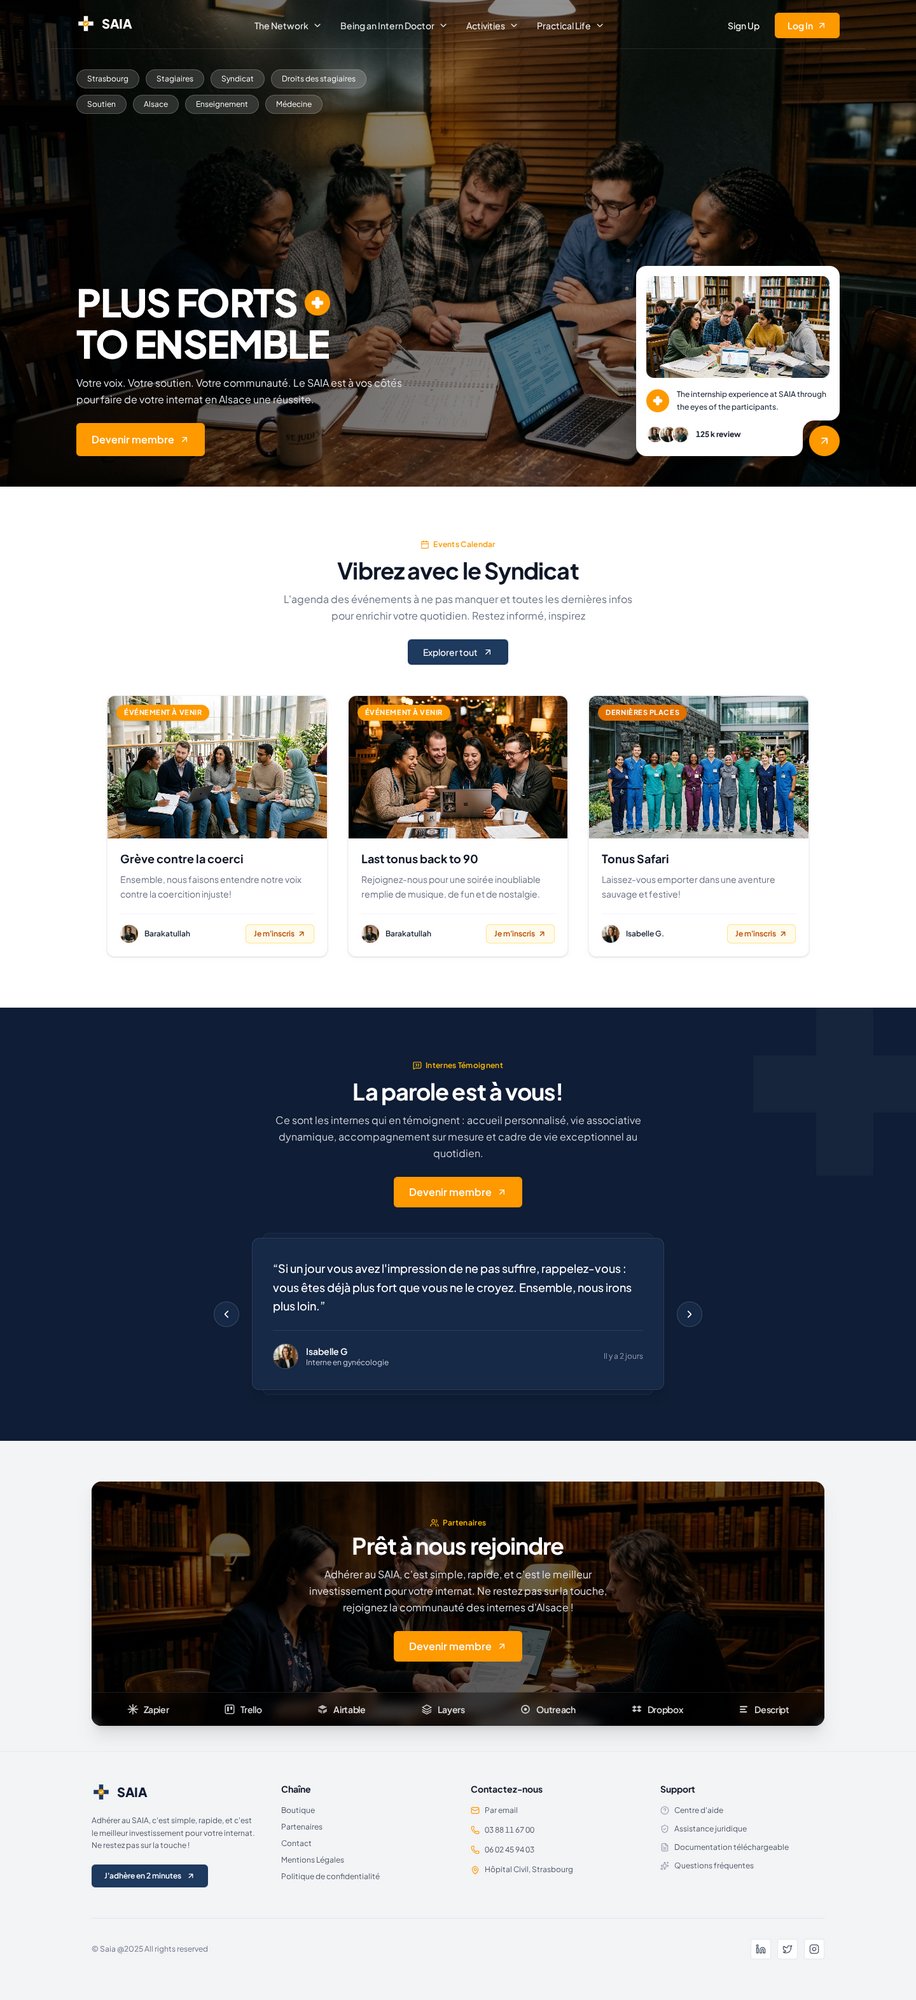 SAIA
The Network
Being an Intern Doctor
Activities
Practical Life
Sign Up
Log In
Strasbourg
Stagiaires
Syndicat
Droits des stagiaires
Soutien
Alsace
Enseignement
Médecine
PLUS FORTS
TO ENSEMBLE
Votre voix. Votre soutien. Votre communauté. Le SAIA est à vos côtés
pour faire de votre internat en Alsace une réussite.
Devenir membre
The internship experience at SAIA through
the eyes of the participants.
125 k review
Events Calendar
Vibrez avec le Syndicat
L'agenda des événements à ne pas manquer et toutes les dernières infos
pour enrichir votre quotidien. Restez informé, inspirez
Explorer tout
ÉVÉNEMENT À VENIR
Grève contre la coerci
Ensemble, nous faisons entendre notre voix
contre la coercition injuste!
Barakatullah
Je m'inscris
ÉVÉNEMENT À VENIR
Last tonus back to 90
Rejoignez-nous pour une soirée inoubliable
remplie de musique, de fun et de nostalgie.
Barakatullah
Je m'inscris
DERNIÈRES PLACES
Tonus Safari
Laissez-vous emporter dans une aventure
sauvage et festive!
Isabelle G.
Je m'inscris
Internes Témoignent
La parole est à vous!
Ce sont les internes qui en témoignent : accueil personnalisé, vie associative
dynamique, accompagnement sur mesure et cadre de vie exceptionnel au
quotidien.
Devenir membre
“Si un jour vous avez l'impression de ne pas suffire, rappelez-vous :
vous êtes déjà plus fort que vous ne le croyez. Ensemble, nous irons
plus loin.”
Isabelle G
Interne en gynécologie
Il y a 2 jours
Partenaires
Prêt à nous rejoindre
Adhérer au SAIA, c'est simple, rapide, et c'est le meilleur
investissement pour votre internat. Ne restez pas sur la touche,
rejoignez la communauté des internes d'Alsace !
Devenir membre
Zapier
Trello
Airtable
Layers
Outreach
Dropbox
Descript
SAIA
Adhérer au SAIA, c'est simple, rapide, et c'est
le meilleur investissement pour votre internat.
Ne restez pas sur la touche !
J'adhère en 2 minutes
Chaîne
Boutique
Partenaires
Contact
Mentions Légales
Politique de confidentialité
Contactez-nous
Par email
03 88 11 67 00
06 02 45 94 03
Hôpital Civil, Strasbourg
Support
Centre d'aide
Assistance juridique
Documentation téléchargeable
Questions fréquentes
© Saia @2025 All rights reserved